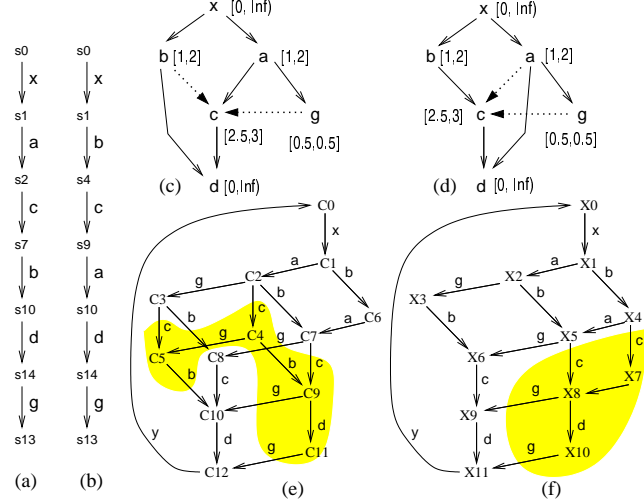 s0
x
s1
a
s2
c
s7
b
s10
d
s14
g
s13
(a)
s0
x
s1
b
s4
c
s9
a
s10
d
s14
g
s13
(b)
x [0, Inf)
b [1,2]
a [1,2]
c
[2.5,3]
g
[0.5,0.5]
d [0, Inf)
(c)
x [0, Inf)
b [1,2]
a [1,2]
[2.5,3] c
g
[0.5,0.5]
d [0, Inf)
(d)
C0
x
C1
a
b
C2
g
c
b
C6
a
C3
c
b
C4
g
b
C7
g
c
C5
b
C8
c
C9
g
d
C10
d
C11
g
C12
y
(e)
X0
x
X1
a
b
X2
g
b
X4
a
c
X3
b
X5
g
c
X7
X6
c
X8
g
d
X9
d
X10
g
X11
y
(f)